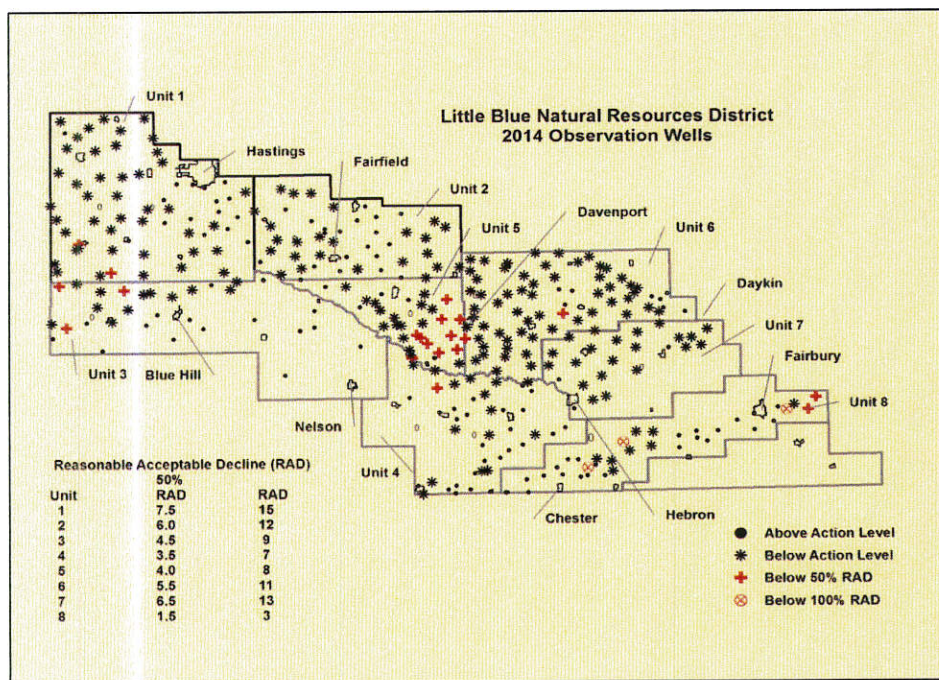 Little Blue Natural Resources District
2014 Observation Wells
Unit 1
Hastings
Fairfield
Unit 2
Unit 5
Davenport
Unit 6
Daykin
Unit 7
Fairbury
Unit 8
Unit 3
Blue Hill
Nelson
Unit 4
Chester
Hebron
Reasonable Acceptable Decline (RAD)
50%
Unit RAD RAD
1 7.5 15
2 6.0 12
3 4.5 9
4 3.5 7
5 4.0 8
6 5.5 11
7 6.5 13
8 1.5 3
Above Action Level
Below Action Level
Below 50% RAD
Below 100% RAD